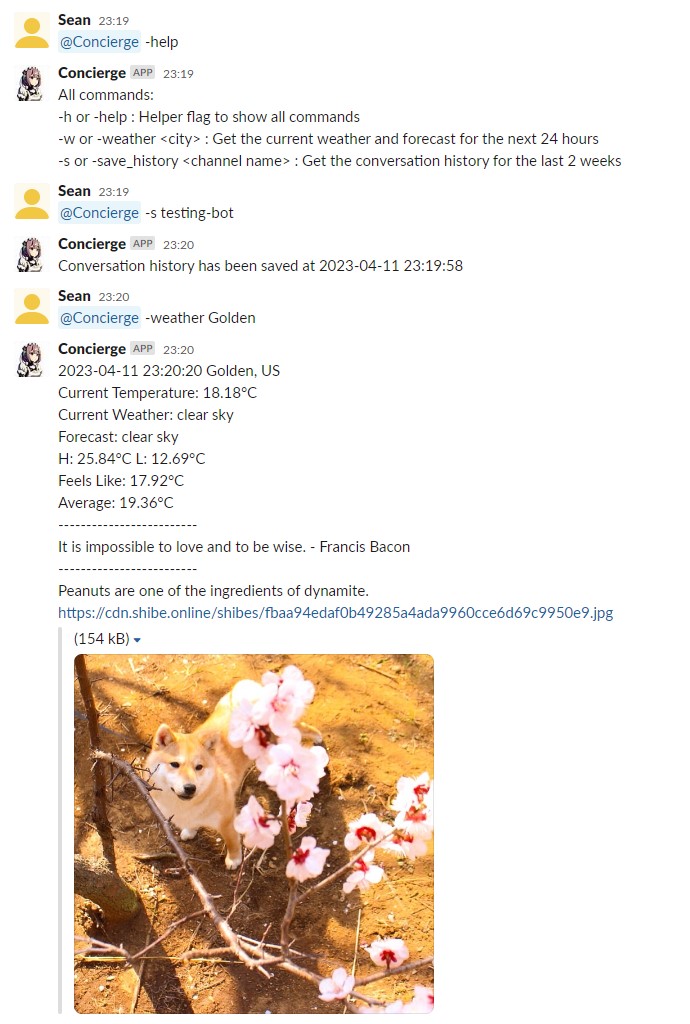 Sean 23:19
@Concierge -help
Concierge APP 23:19
All commands:
-h or -help : Helper flag to show all commands
-w or -weather <city> : Get the current weather and forecast for the next 24 hours
-s or -save_history <channel name> : Get the conversation history for the last 2 weeks
Sean 23:19
@Concierge -s testing-bot
Concierge APP 23:20
Conversation history has been saved at 2023-04-11 23:19:58
Sean 23:20
@Concierge -weather Golden
Concierge APP 23:20
2023-04-11 23:20:20 Golden, US
Current Temperature: 18.18°C
Current Weather: clear sky
Forecast: clear sky
H: 25.84°C L: 12.69°C
Feels Like: 17.92°C
Average: 19.36°C
-------------------------
It is impossible to love and to be wise. - Francis Bacon
-------------------------
Peanuts are one of the ingredients of dynamite.
https://cdn.shibe.online/shibes/fbaa94edaf0b49285a4ada9960cce6d69c9950e9.jpg
(154 kB)